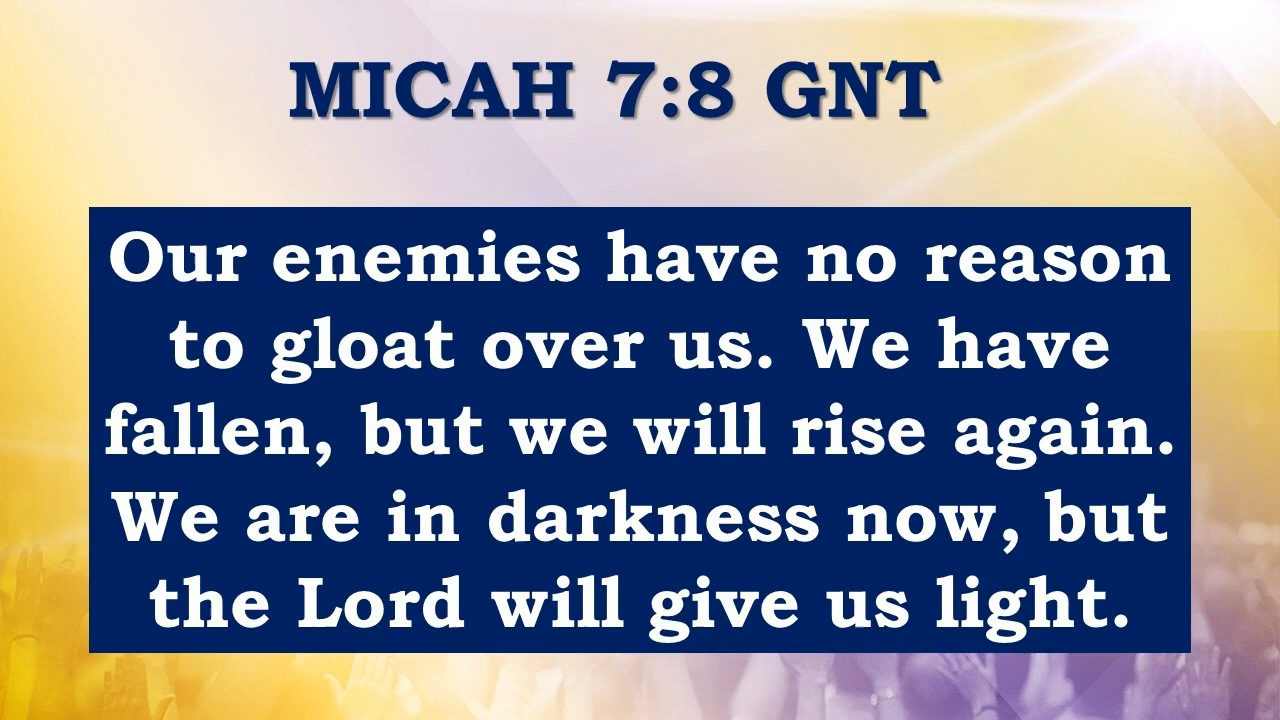 MICAH 7:8 GNT
Our enemies have no reason
to gloat over us. We have
fallen, but we will rise again.
We are in darkness now, but
the Lord will give us light.